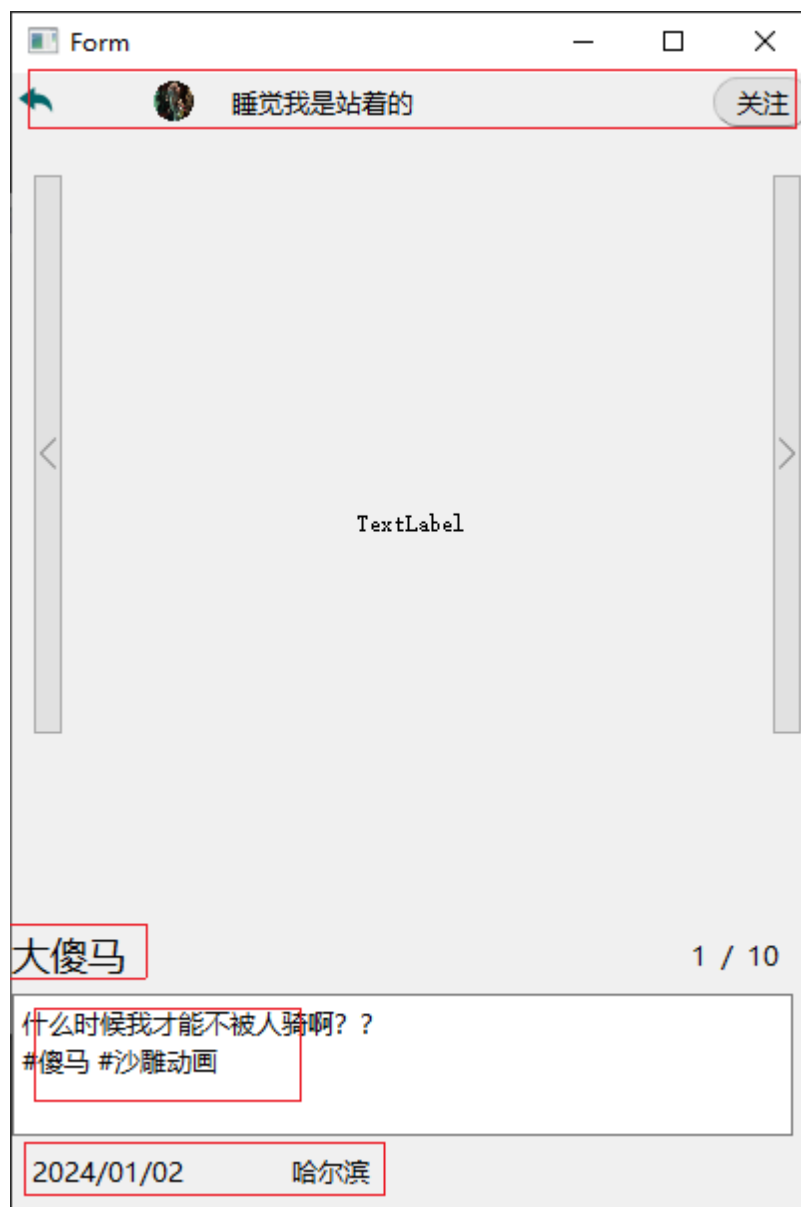 Form
睡觉我是站着的 关注
TextLabel
大傻马 1 / 10
什么时候我才能不被人骑啊？？
#傻马 #沙雕动画
2024/01/02 哈尔滨